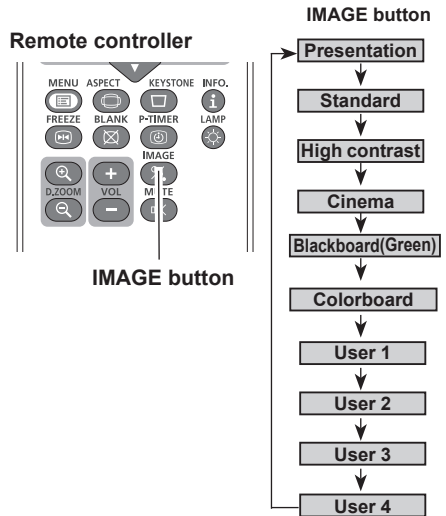 IMAGE button
Remote controller
MENU ASPECT KEYSTONE INFO.
FREEZE BLANK P-TIMER LAMP
IMAGE
D.ZOOM VOL MUTE
IMAGE button
Presentation
Standard
High contrast
Cinema
Blackboard(Green)
Colorboard
User 1
User 2
User 3
User 4